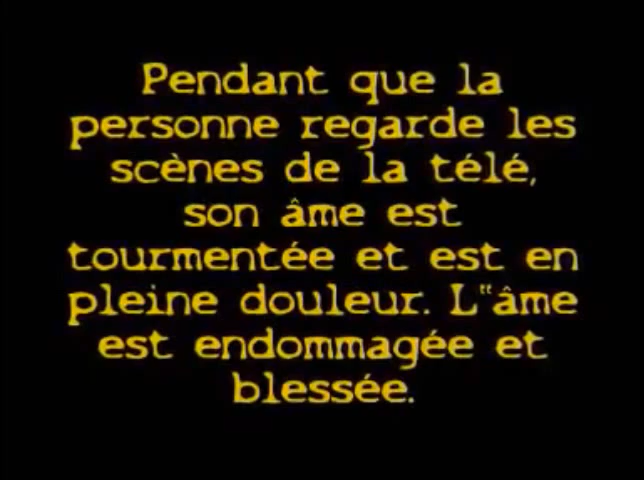 Pendant que la
personne regarde les
scènes de la télé,
son âme est
tourmentée et est en
pleine douleur. L"âme
est endommagée et
blessée.